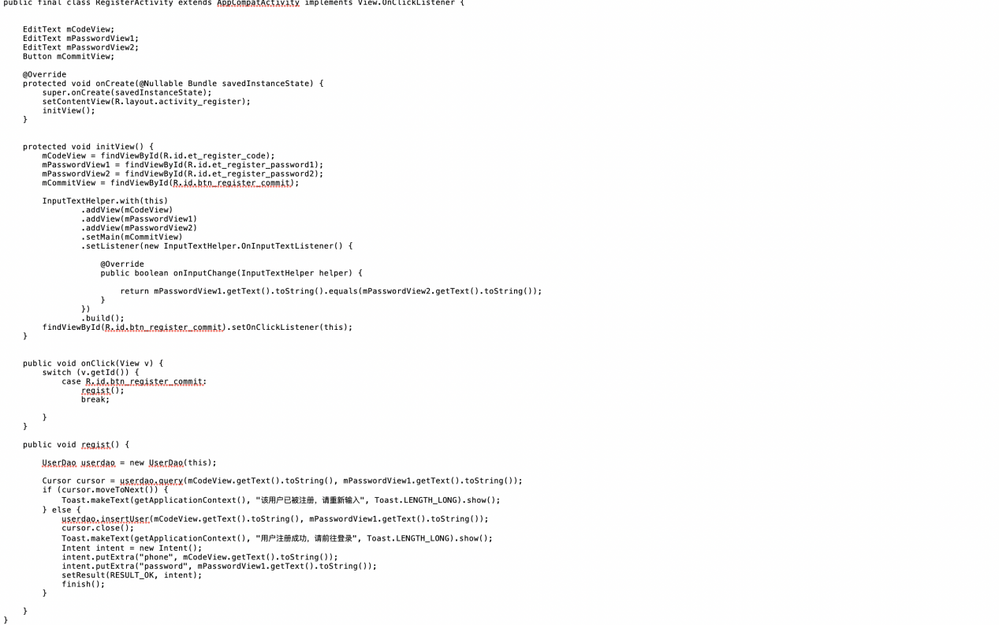 public final class RegisterActivity extends AppCompatActivity implements View.OnClickListener {
EditText mCodeView;
EditText mPasswordView1;
EditText mPasswordView2;
Button mCommitView;
@Override
protected void onCreate(@Nullable Bundle savedInstanceState) {
super.onCreate(savedInstanceState);
setContentView(R.layout.activity_register);
initView();
}
protected void initView() {
mCodeView = findViewById(R.id.et_register_code);
mPasswordView1 = findViewById(R.id.et_register_password1);
mPasswordView2 = findViewById(R.id.et_register_password2);
mCommitView = findViewById(R.id.btn_register_commit);
InputTextHelper.with(this)
.addView(mCodeView)
.addView(mPasswordView1)
.addView(mPasswordView2)
.setMain(mCommitView)
.setListener(new InputTextHelper.OnInputTextListener() {
@Override
public boolean onInputChange(InputTextHelper helper) {
return mPasswordView1.getText().toString().equals(mPasswordView2.getText().toString());
}
})
.build();
findViewById(R.id.btn_register_commit).setOnClickListener(this);
}
public void onClick(View v) {
switch (v.getId()) {
case R.id.btn_register_commit:
regist();
break;
}
}
public void regist() {
UserDao userdao = new UserDao(this);
Cursor cursor = userdao.query(mCodeView.getText().toString(), mPasswordView1.getText().toString());
if (cursor.moveToNext()) {
Toast.makeText(getApplicationContext(), "该用户已被注册，请重新输入", Toast.LENGTH_LONG).show();
} else {
userdao.insertUser(mCodeView.getText().toString(), mPasswordView1.getText().toString());
cursor.close();
Toast.makeText(getApplicationContext(), "用户注册成功，请前往登录", Toast.LENGTH_LONG).show();
Intent intent = new Intent();
intent.putExtra("phone", mCodeView.getText().toString());
intent.putExtra("password", mPasswordView1.getText().toString());
setResult(RESULT_OK, intent);
finish();
}
}
}